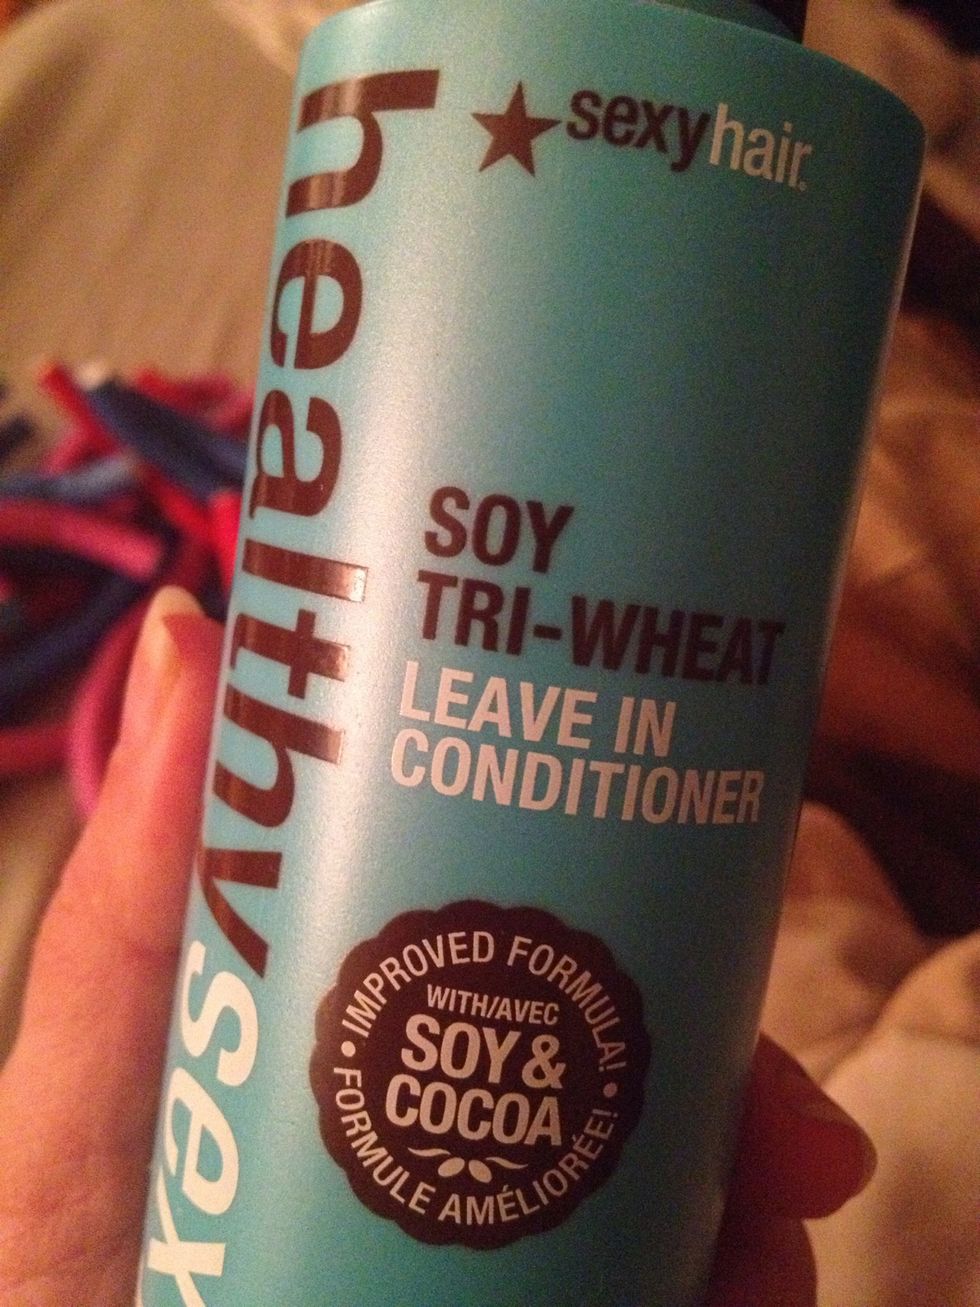 sexyhair.
healthysexy
SOY
TRI-WHEAT
LEAVE IN
CONDITIONER
• IMPROVED FORMULA! •
WITH/AVEC
SOY &
COCOA
FORMULE AMÉLIORÉE!